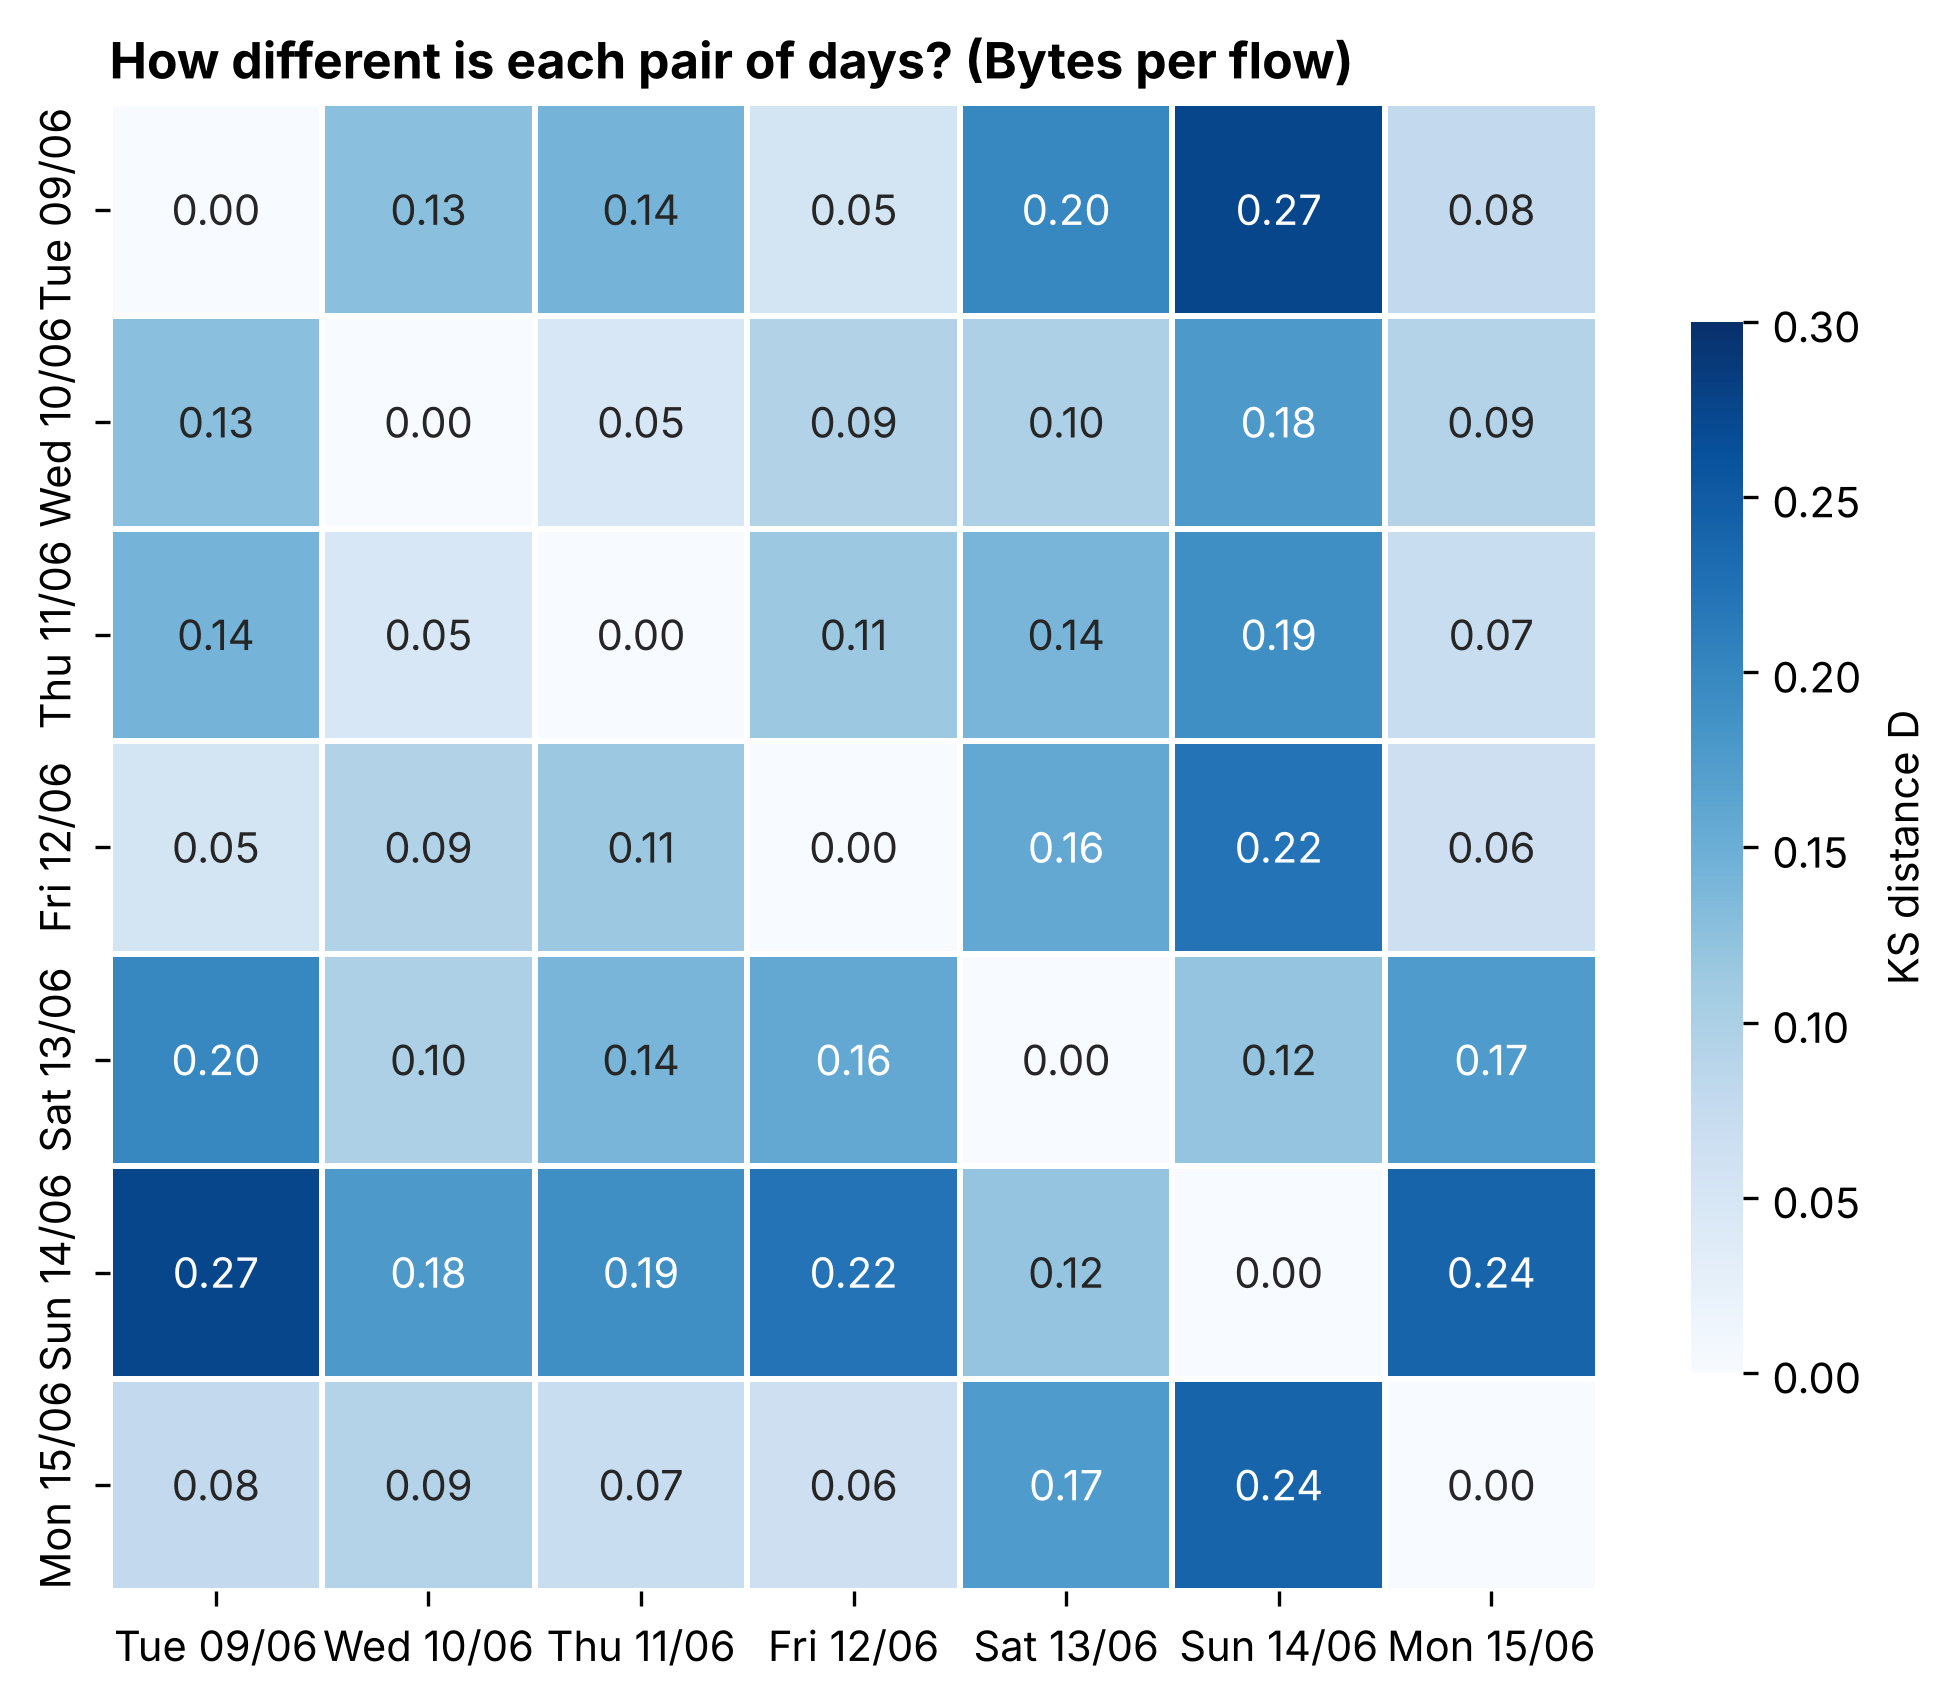 How different is each pair of days? (Bytes per flow)
Tue 09/06 0.00 0.13 0.14 0.05 0.20 0.27 0.08
Wed 10/06 0.13 0.00 0.05 0.09 0.10 0.18 0.09
Thu 11/06 0.14 0.05 0.00 0.11 0.14 0.19 0.07
Fri 12/06 0.05 0.09 0.11 0.00 0.16 0.22 0.06
Sat 13/06 0.20 0.10 0.14 0.16 0.00 0.12 0.17
Sun 14/06 0.27 0.18 0.19 0.22 0.12 0.00 0.24
Mon 15/06 0.08 0.09 0.07 0.06 0.17 0.24 0.00
Tue 09/06 Wed 10/06 Thu 11/06 Fri 12/06 Sat 13/06 Sun 14/06 Mon 15/06
0.30
0.25
0.20
0.15
0.10
0.05
0.00
KS distance D